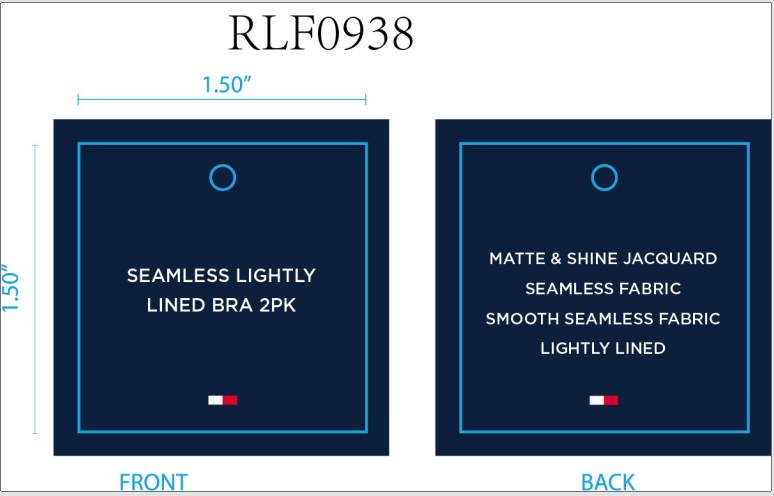 RLF0938
1.50"
1.50"
SEAMLESS LIGHTLY
LINED BRA 2PK
FRONT
MATTE & SHINE JACQUARD
SEAMLESS FABRIC
SMOOTH SEAMLESS FABRIC
LIGHTLY LINED
BACK